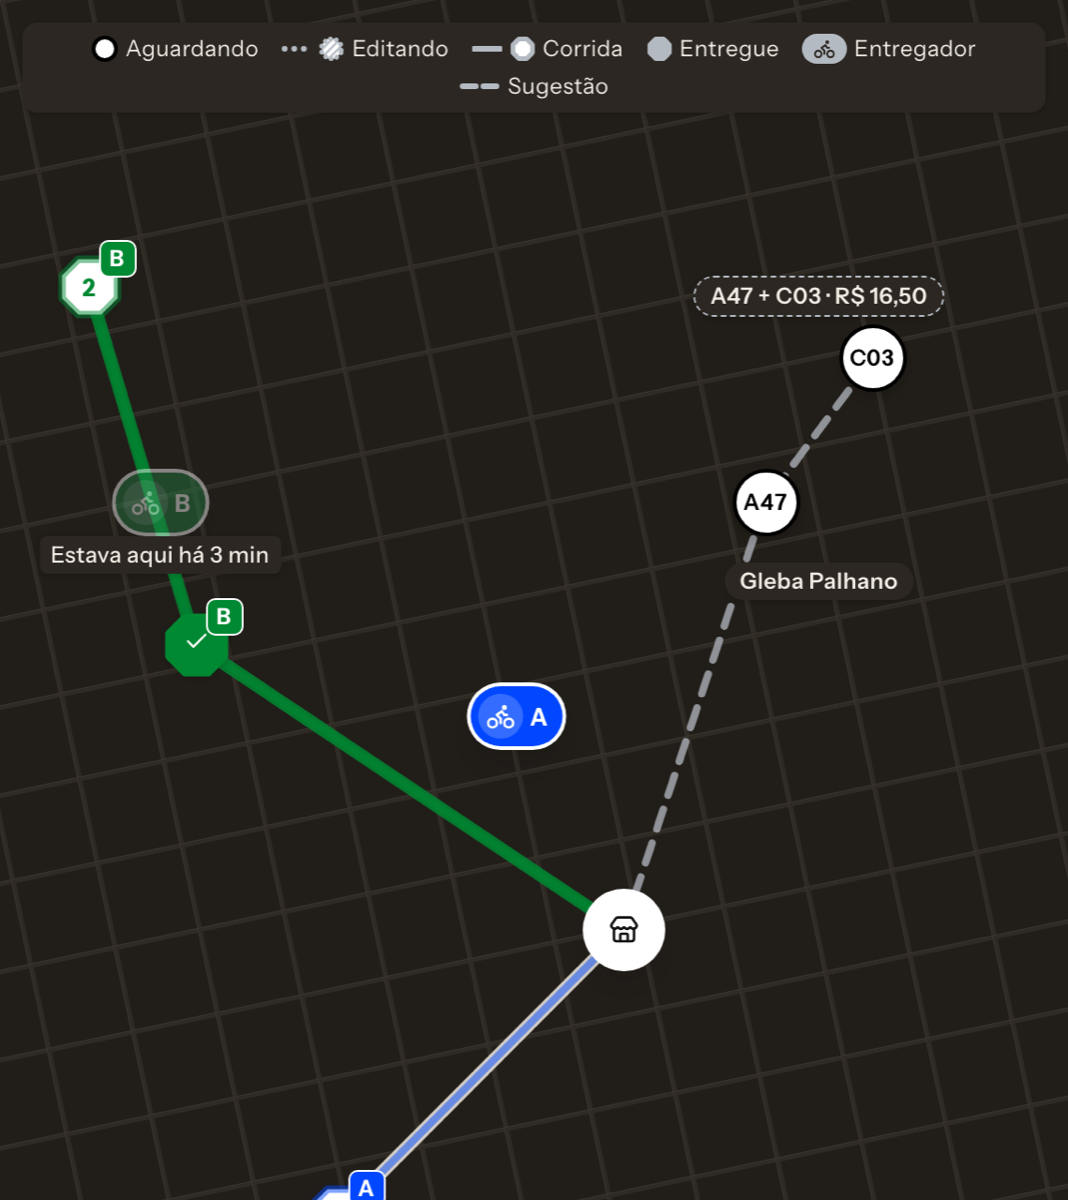 Aguardando
Editando
Corrida
Entregue
Entregador
Sugestão
B
2
A47 + C03 · R$ 16,50
C03
A47
B
Estava aqui há 3 min
Gleba Palhano
B
A
A